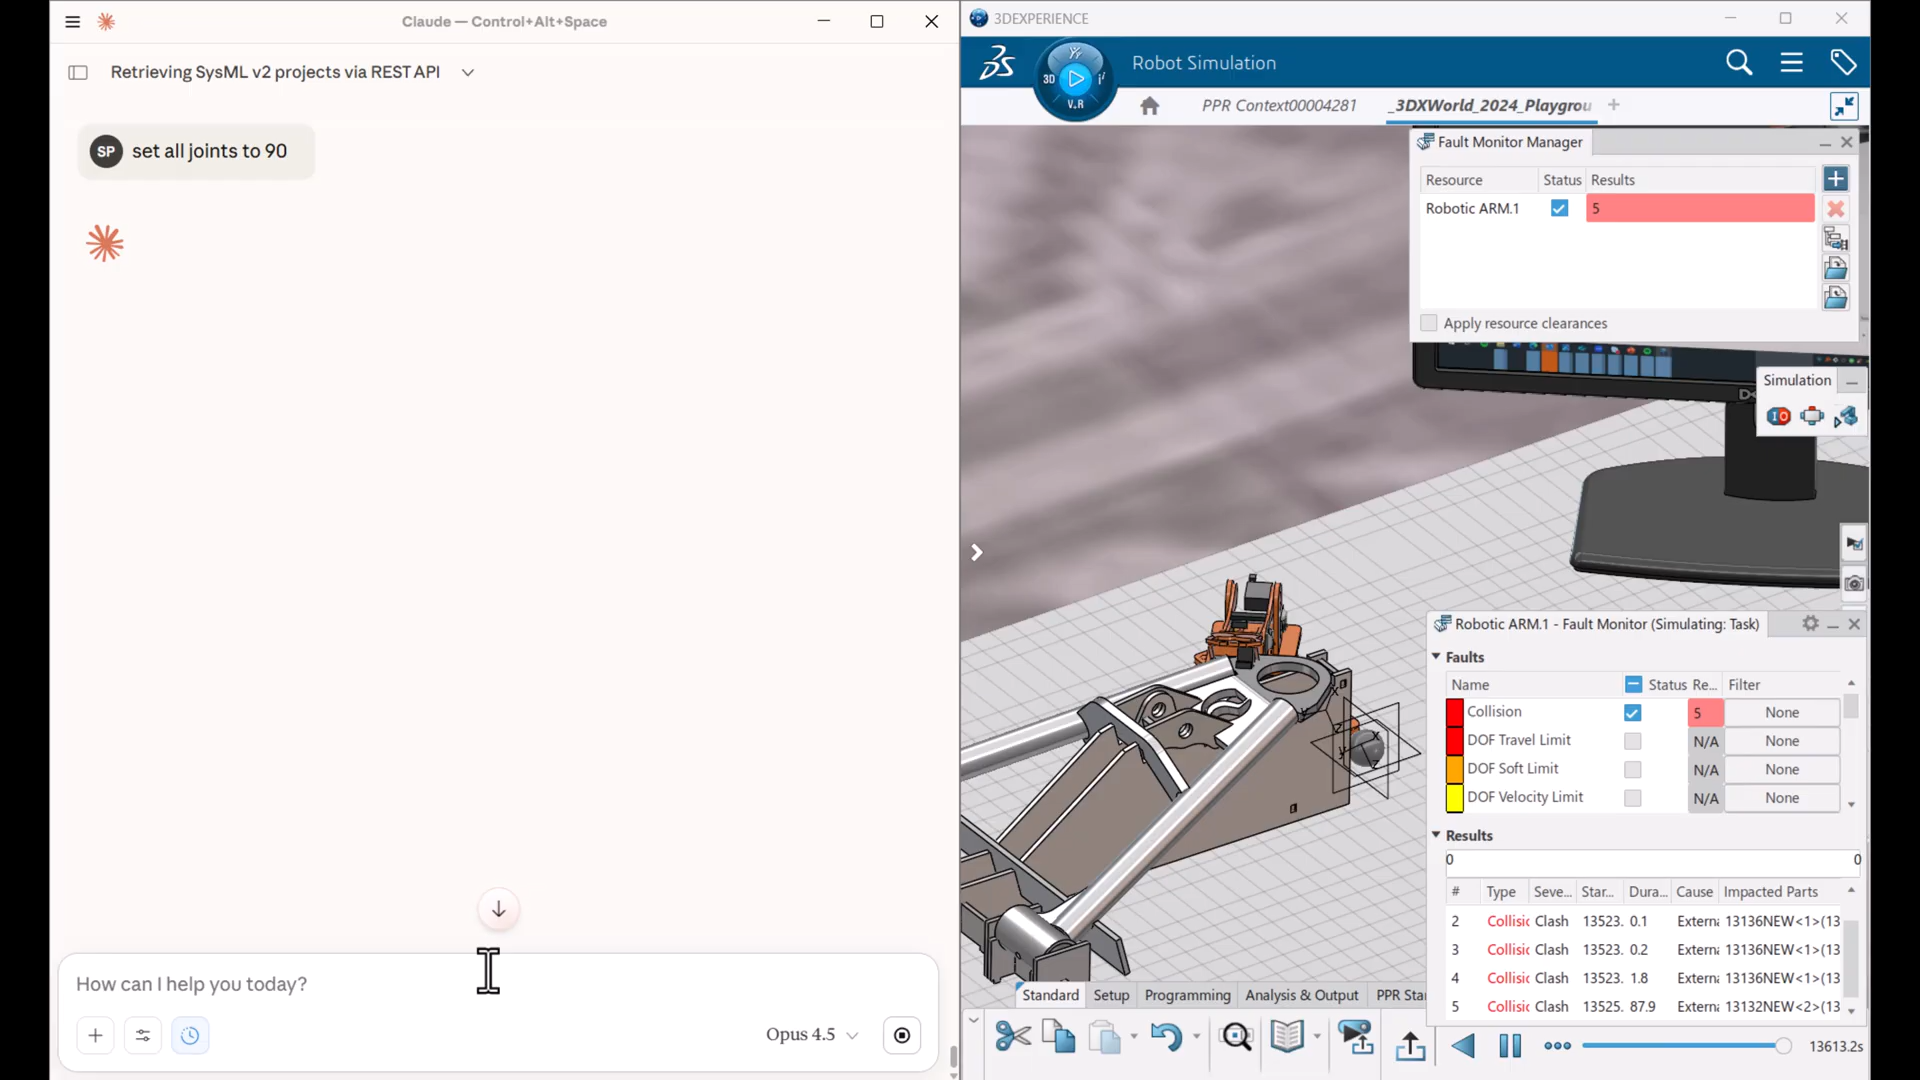 Claude — Control+Alt+Space
Retrieving SysML v2 projects via REST API
SP
set all joints to 90
How can I help you today?
Opus 4.5
3DEXPERIENCE
3D
V.R
Robot Simulation
PPR Context00004281
_3DXWorld_2024_Playgrou
Fault Monitor Manager
Resource Status Results
Robotic ARM.1 5
Apply resource clearances
Simulation
Robotic ARM.1 - Fault Monitor (Simulating: Task)
Faults
Name Status Re... Filter
Collision 5 None
DOF Travel Limit N/A None
DOF Soft Limit N/A None
DOF Velocity Limit N/A None
Results
0 0
# Type Seve... Star... Dura... Cause Impacted Parts
2 Collisic Clash 13523. 0.1 Externa 13136NEW<1>(13
3 Collisic Clash 13523. 0.2 Externa 13136NEW<1>(13
4 Collisic Clash 13523. 1.8 Externa 13136NEW<1>(13
5 Collisic Clash 13525. 87.9 Externa 13132NEW<2>(13
Standard Setup Programming Analysis & Output PPR Star
13613.2s